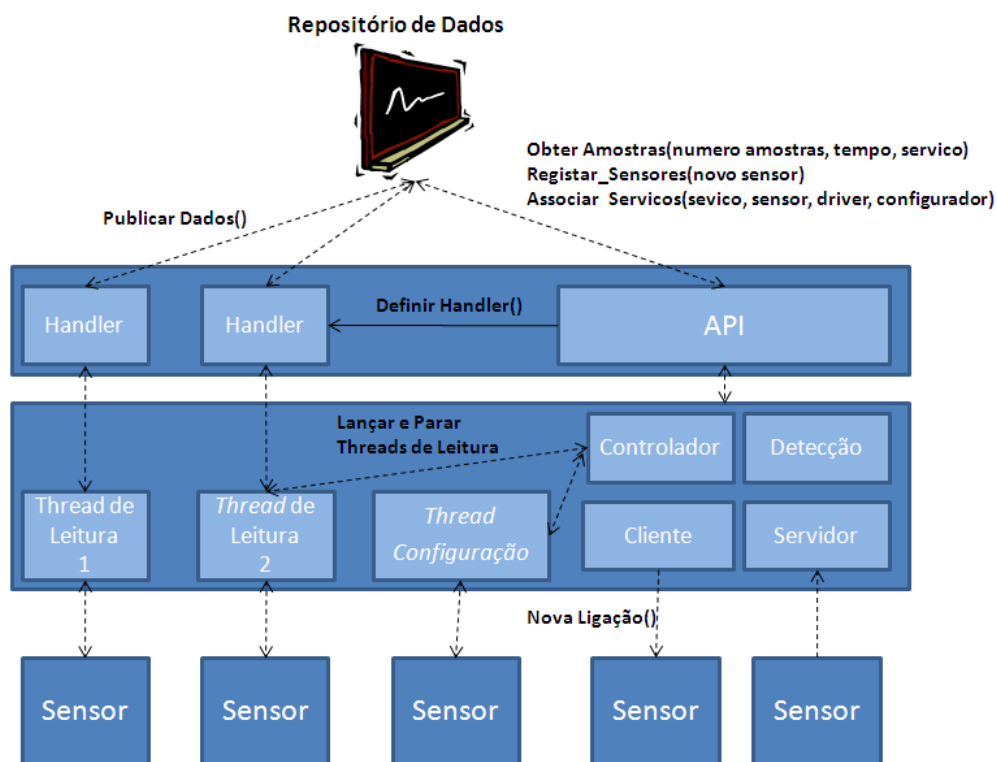 Repositório de Dados
Obter Amostras(numero amostras, tempo, servico)
Registar_Sensores(novo sensor)
Associar_Servicos(sevico, sensor, driver, configurador)
Publicar Dados()
Handler
Handler
Definir Handler()
API
Lançar e Parar
Threads de Leitura
Controlador
Detecção
Thread de
Leitura
1
Thread de
Leitura
2
Thread
Configuração
Cliente
Servidor
Nova Ligação()
Sensor
Sensor
Sensor
Sensor
Sensor